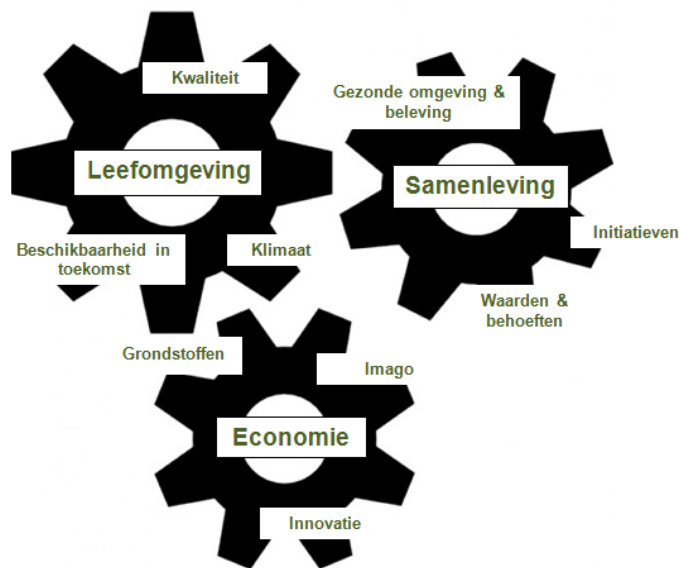 Kwaliteit
Leefomgeving
Beschikbaarheid in
toekomst
Klimaat
Gezonde omgeving &
beleving
Samenleving
Initiatieven
Waarden &
behoeften
Grondstoffen
Imago
Economie
Innovatie